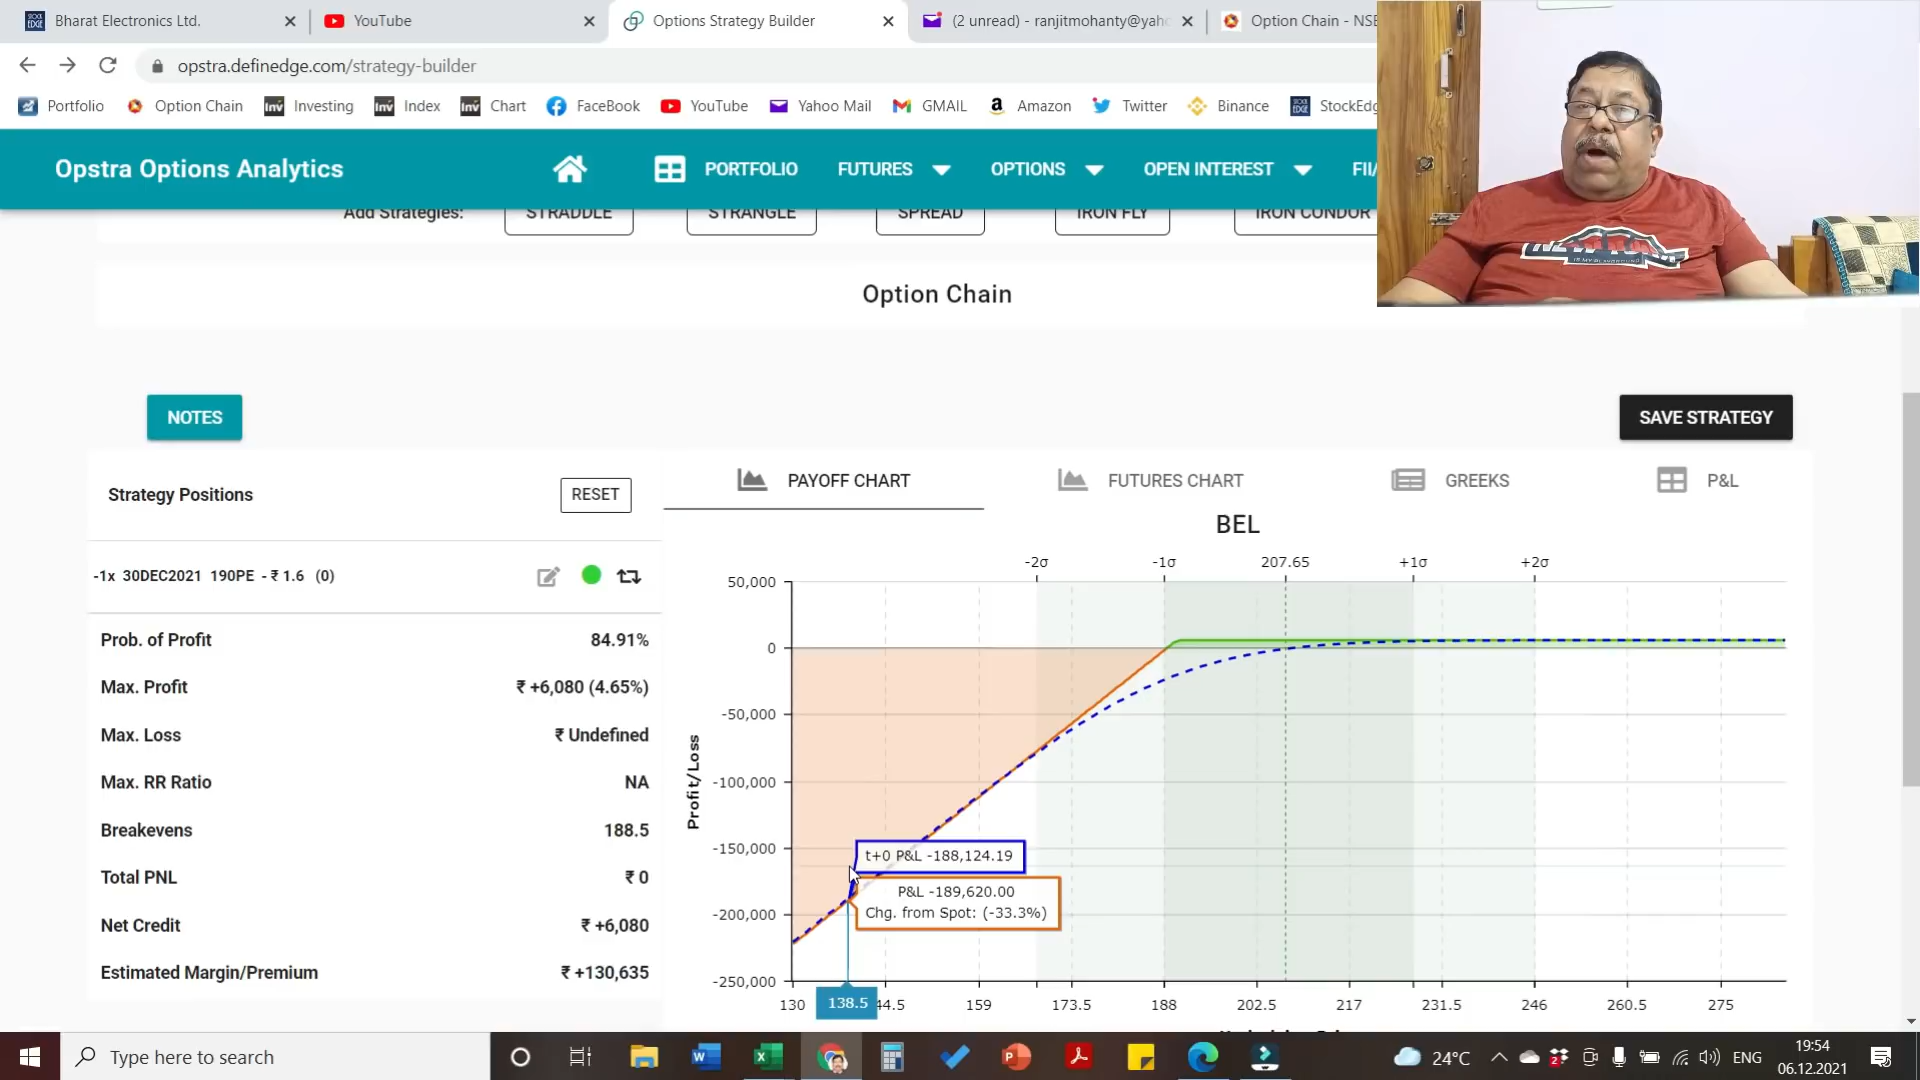 Bharat Electronics Ltd.
YouTube
Options Strategy Builder
(2 unread) - ranjitmohanty@yah
Option Chain - NSE
opstra.definedge.com/strategy-builder
Portfolio
Option Chain
Investing
Index
Chart
FaceBook
YouTube
Yahoo Mail
GMAIL
Amazon
Twitter
Binance
StockEdg
Opstra Options Analytics
PORTFOLIO
FUTURES
OPTIONS
OPEN INTEREST
FII/
Add Strategies:
STRADDLE
STRANGLE
SPREAD
IRON FLY
IRON CONDOR
Option Chain
NOTES
SAVE STRATEGY
Strategy Positions
RESET
PAYOFF CHART
FUTURES CHART
GREEKS
P&L
-1x 30DEC2021 190PE - ₹ 1.6 (0)
Prob. of Profit 84.91%
Max. Profit ₹ +6,080 (4.65%)
Max. Loss ₹ Undefined
Max. RR Ratio NA
Breakevens 188.5
Total PNL ₹ 0
Net Credit ₹ +6,080
Estimated Margin/Premium ₹ +130,635
BEL
-2σ -1σ 207.65 +1σ +2σ
50,000
0
-50,000
-100,000
-150,000
-200,000
-250,000
Profit/Loss
t+0 P&L -188,124.19
P&L -189,620.00
Chg. from Spot: (-33.3%)
130 138.5 44.5 159 173.5 188 202.5 217 231.5 246 260.5 275
IS MY PLAYGROUND
Type here to search
24°C
ENG
19:54
06.12.2021